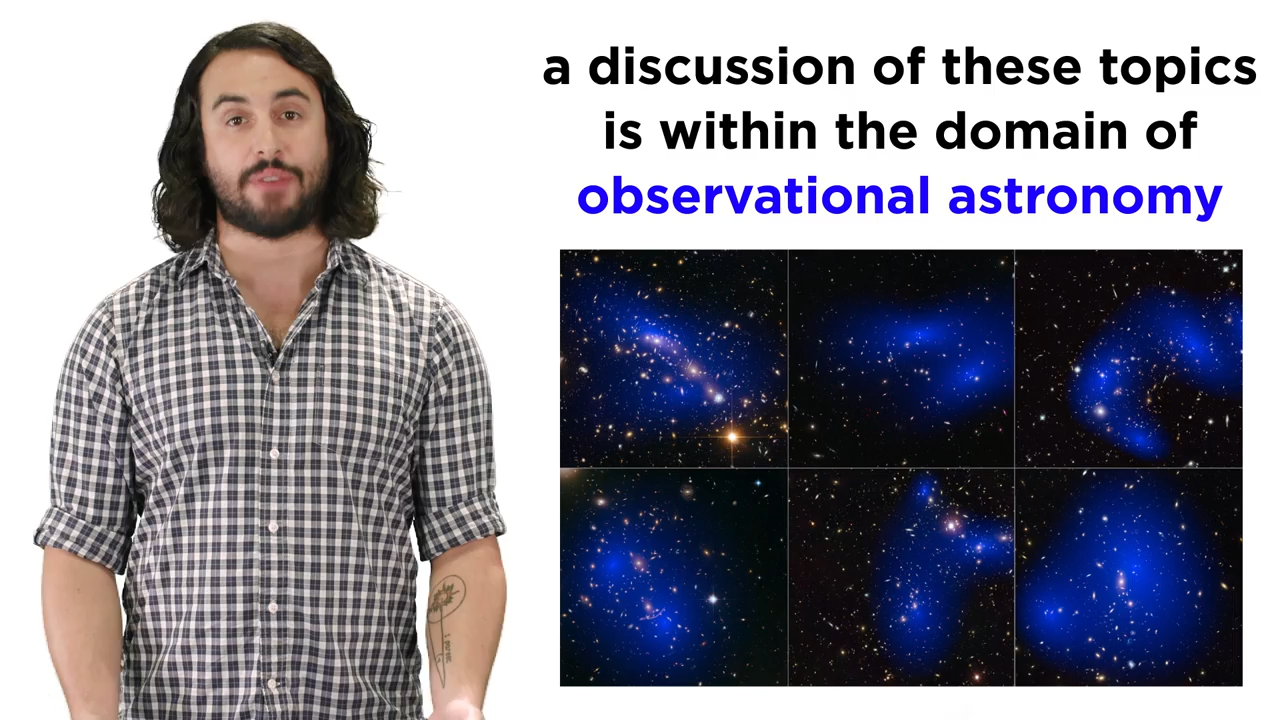 a discussion of these topics
is within the domain of
observational astronomy